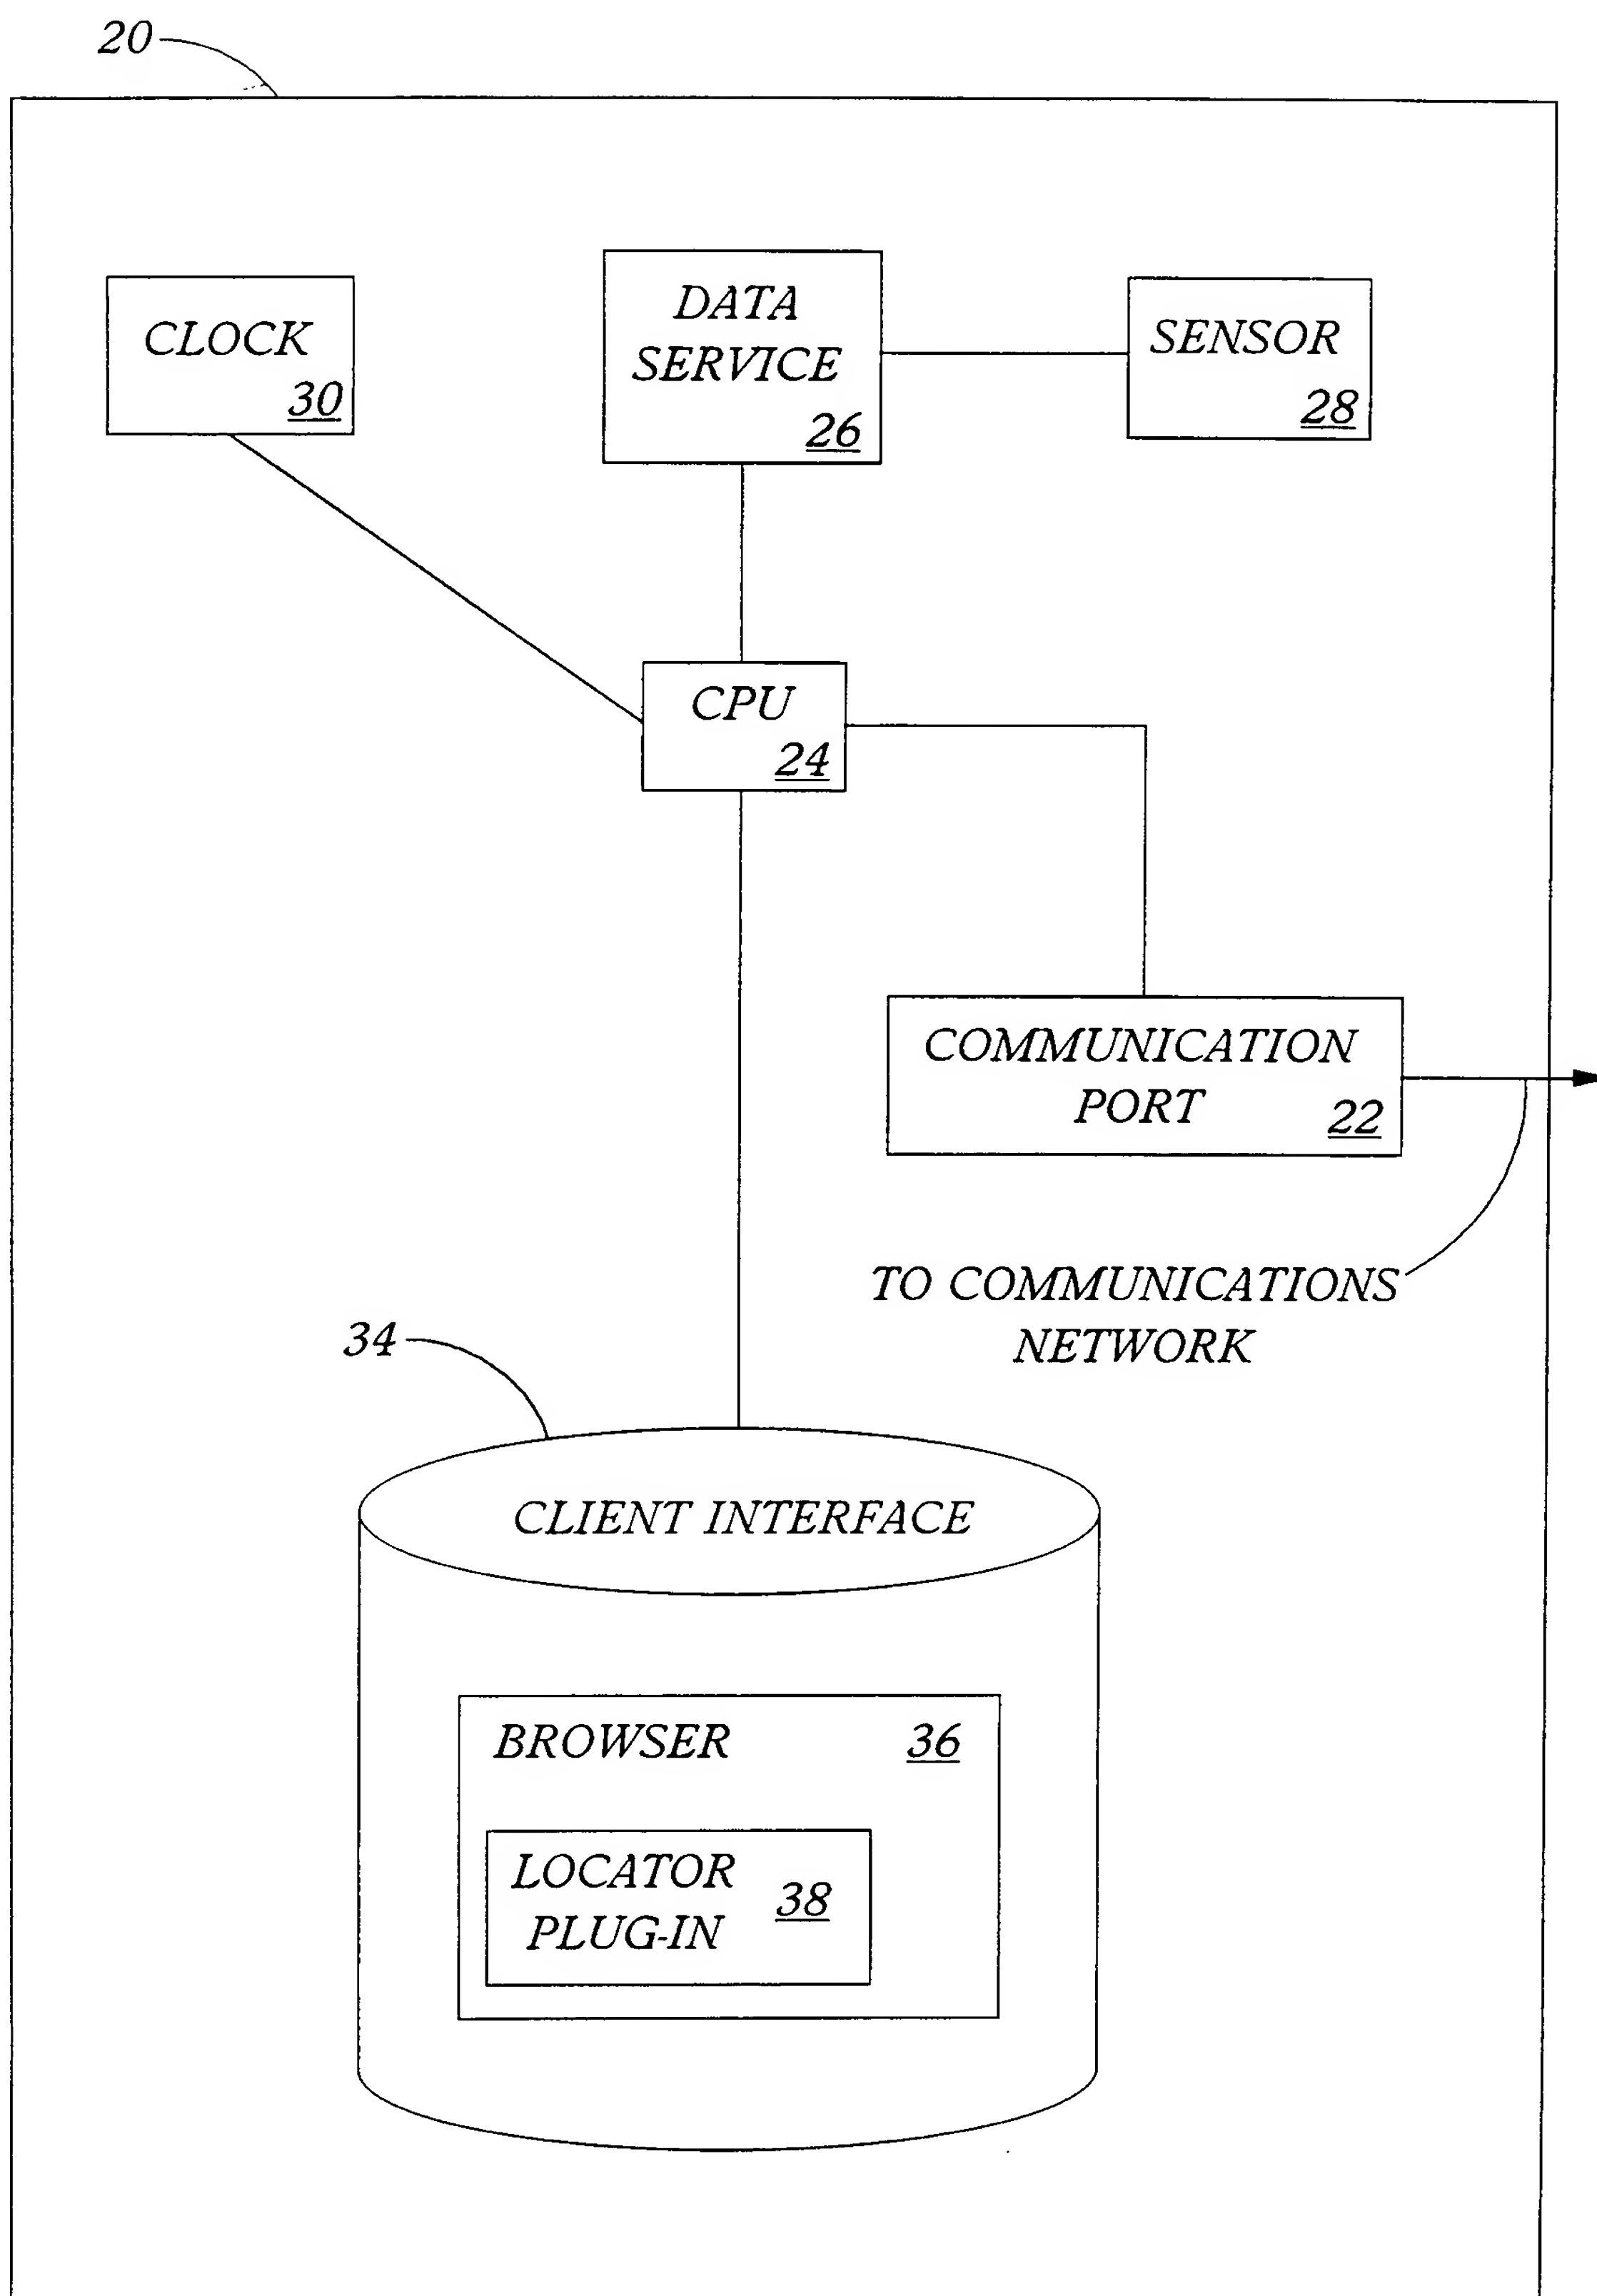 20
CLOCK
30
DATA
SERVICE
26
SENSOR
28
CPU
24
COMMUNICATION
PORT
22
TO COMMUNICATIONS
NETWORK
34
CLIENT INTERFACE
BROWSER
36
LOCATOR
PLUG-IN
38